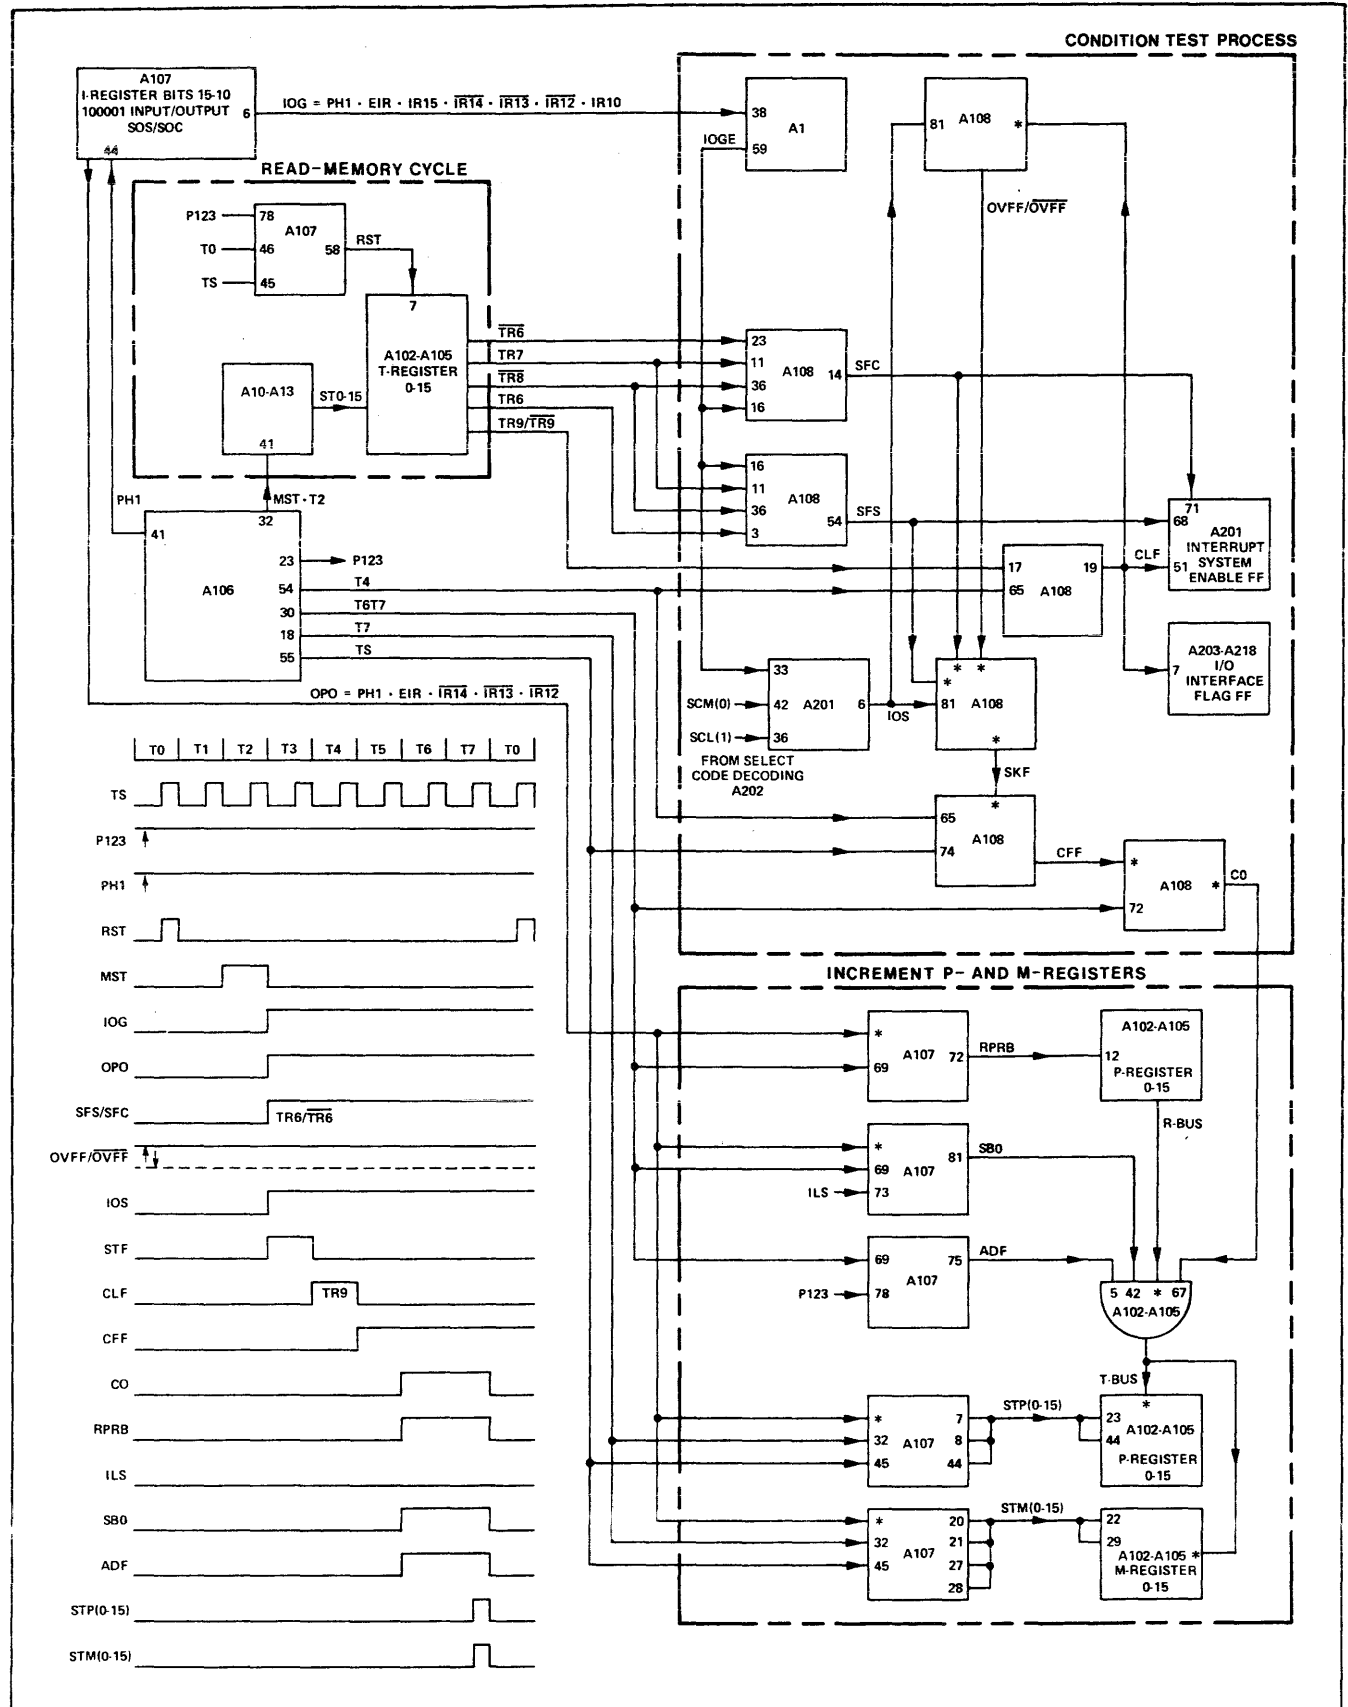 CONDITION TEST PROCESS
A107
I-REGISTER BITS 15-10
100001 INPUT/OUTPUT
SOS/SOC
6
44
IOG = PH1 · EIR · IR15 · IR14 · IR13 · IR12 · IR10
38
A1
59
IOGE
81
A108
*
OVFF/OVFF
READ-MEMORY CYCLE
P123
78
A107
T0
46
58
RST
TS
45
7
A102-A105
T-REGISTER
0-15
A10-A13
ST0-15
41
TR6
TR7
TR8
TR6
TR9/TR9
23
11
36
16
A108
14
SFC
16
11
36
3
A108
54
SFS
PH1
MST · T2
41
32
A106
23
P123
54
T4
30
T6T7
18
T7
55
TS
17
65
A108
19
CLF
71
68
51
A201
INTERRUPT
SYSTEM
ENABLE FF
A203-A218
7
I/O
INTERFACE
FLAG FF
OPO = PH1 · EIR · IR14 · IR13 · IR12
33
SCM(0)
42
A201
6
SCL(1)
36
IOS
FROM SELECT
CODE DECODING
A202
* *
*
81
A108
*
SKF
*
65
74
A108
CFF
*
A108
*
72
C0
T0 T1 T2 T3 T4 T5 T6 T7 T0
TS
P123
PH1
RST
MST
IOG
OPO
SFS/SFC
TR6/TR6
OVFF/OVFF
IOS
STF
CLF
TR9
CFF
CO
RPRB
ILS
SB0
ADF
STP(0-15)
STM(0-15)
INCREMENT P- AND M-REGISTERS
*
A107
72
69
RPRB
A102-A105
12
P-REGISTER
0-15
R-BUS
*
81
69
A107
ILS
73
SB0
69
75
A107
P123
78
ADF
5 42 * 67
A102-A105
T-BUS
*
7
32
A107
8
45
44
STP(0-15)
*
23
A102-A105
44
P-REGISTER
0-15
*
20
32
21
A107
45
27
28
STM(0-15)
22
29
A102-A105
*
M-REGISTER
0-15